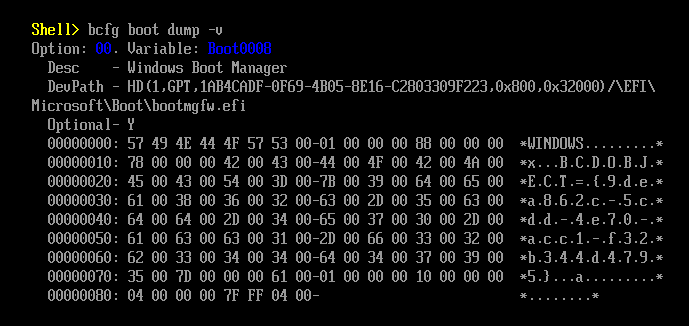 Shell> bcfg boot dump -v
Option: 00. Variable: Boot0000
  Desc    - Windows Boot Manager
  DevPath - HD(1,GPT,1AB4CADF-0F69-4B05-8E16-C2803309F223,0x800,0x32000)/\EFI\
Microsoft\Boot\bootmgfw.efi
  Optional- Y
  00000000: 57 49 4E 44 4F 57 53 00-01 00 00 00 88 00 00 00  *WINDOWS.........*
  00000010: 78 00 00 00 42 00 43 00-44 00 4F 00 42 00 4A 00  *x...B.C.D.O.B.J.*
  00000020: 45 00 43 00 54 00 3D 00-7B 00 39 00 64 00 65 00  *E.C.T.=.{.9.d.e.*
  00000030: 61 00 38 00 36 00 32 00-63 00 2D 00 35 00 63 00  *a.8.6.2.c.-.5.c.*
  00000040: 64 00 64 00 2D 00 34 00-65 00 37 00 30 00 2D 00  *d.d.-.4.e.7.0.-.*
  00000050: 61 00 63 00 63 00 31 00-2D 00 66 00 33 00 32 00  *a.c.c.1.-.f.3.2.*
  00000060: 62 00 33 00 34 00 34 00-64 00 34 00 37 00 39 00  *b.3.4.4.d.4.7.9.*
  00000070: 35 00 7D 00 00 00 61 00-01 00 00 00 10 00 00 00  *5.}...a.........*
  00000080: 04 00 00 00 7F FF 04 00-                         *........*